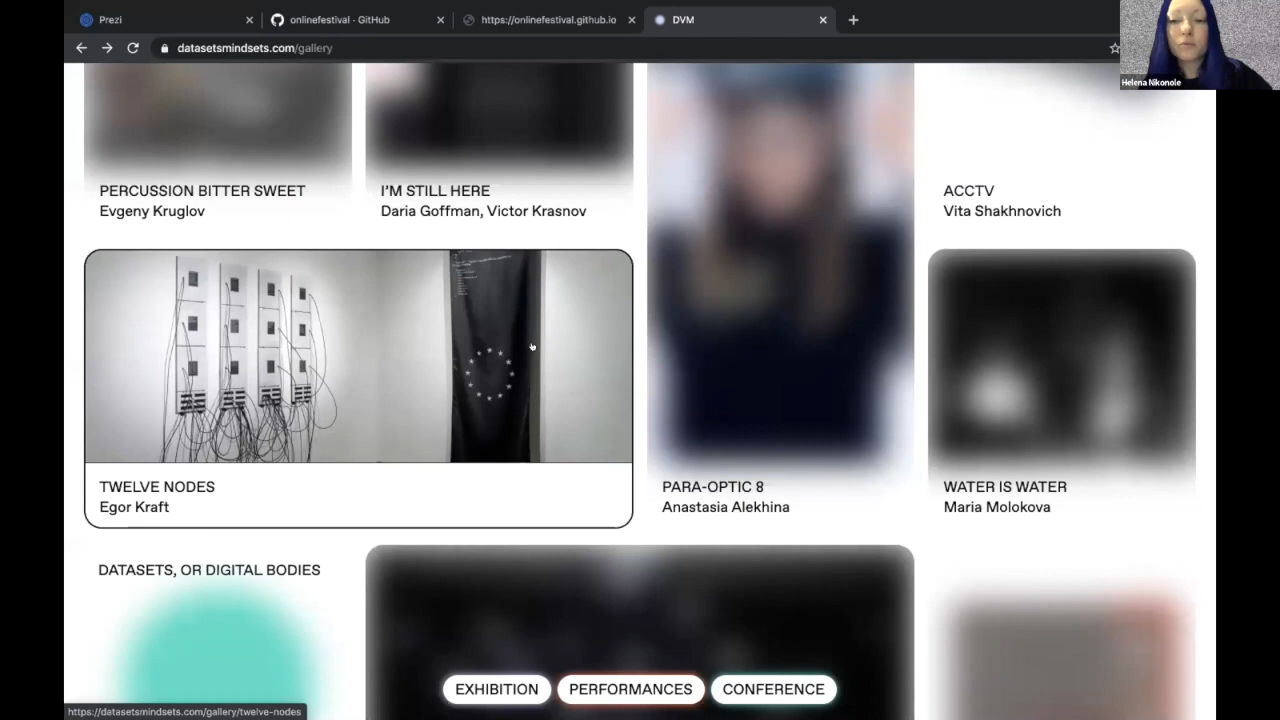 Prezi
onlinefestival - GitHub
https://onlinefestival.github.io
DVM
datasetsmindsets.com/gallery
Helena Nikonole
PERCUSSION BITTER SWEET
Evgeny Kruglov
I'M STILL HERE
Daria Goffman, Victor Krasnov
ACCTV
Vita Shakhnovich
TWELVE NODES
Egor Kraft
PARA-OPTIC 8
Anastasia Alekhina
WATER IS WATER
Maria Molokova
DATASETS, OR DIGITAL BODIES
EXHIBITION
PERFORMANCES
CONFERENCE
https://datasetsmindsets.com/gallery/twelve-nodes